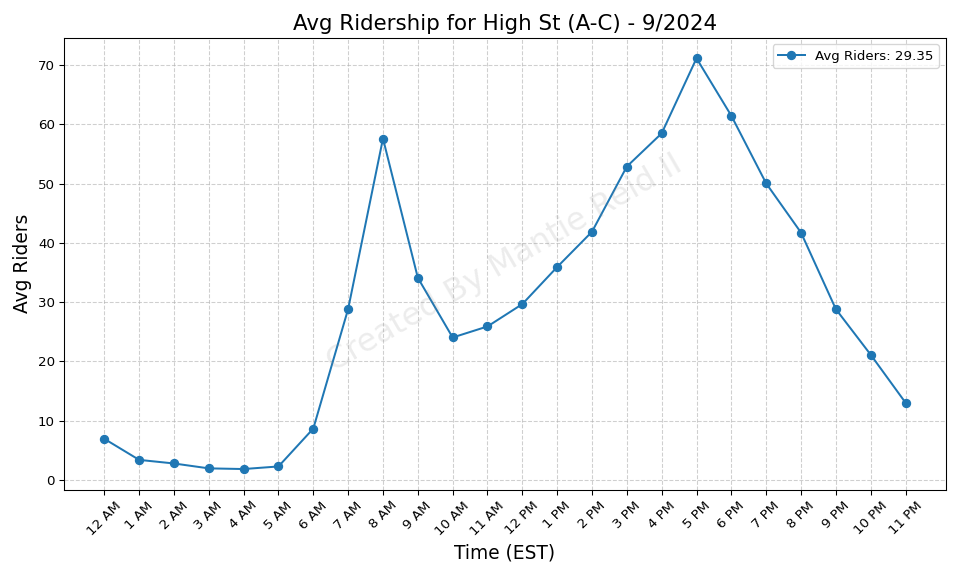 Avg Ridership for High St (A-C) - 9/2024
Avg Riders: 29.35
70
60
50
40
30
20
10
0
Avg Riders
Created By Mantie Reid II
12 AM
1 AM
2 AM
3 AM
4 AM
5 AM
6 AM
7 AM
8 AM
9 AM
10 AM
11 AM
12 PM
1 PM
2 PM
3 PM
4 PM
5 PM
6 PM
7 PM
8 PM
9 PM
10 PM
11 PM
Time (EST)